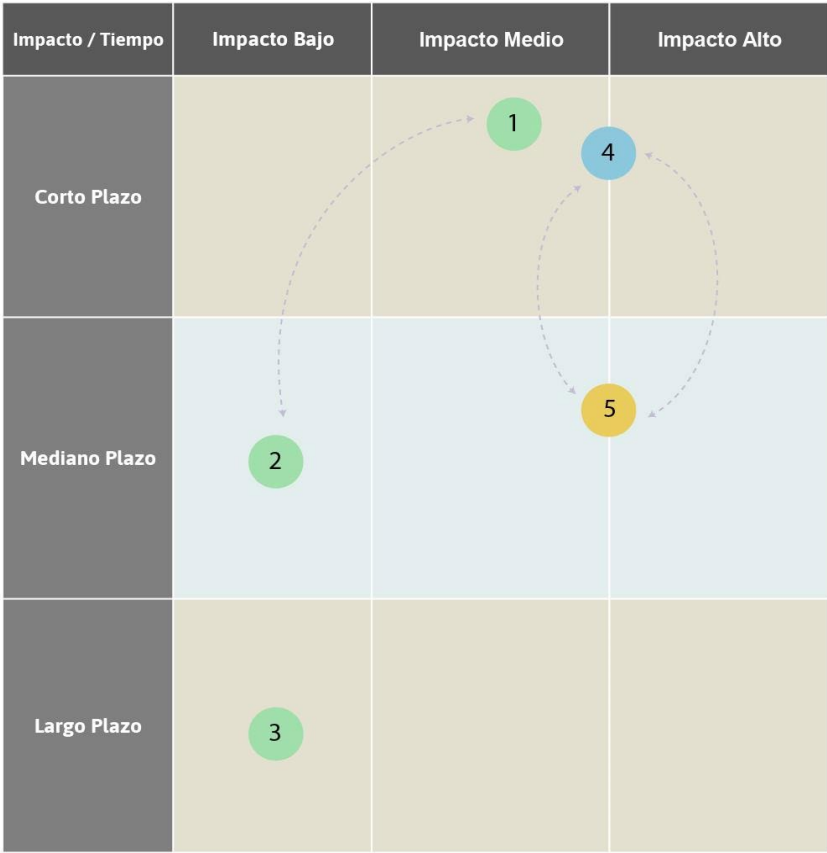 Impacto / Tiempo
Impacto Bajo
Impacto Medio
Impacto Alto
Corto Plazo
1
4
Mediano Plazo
5
2
Largo Plazo
3